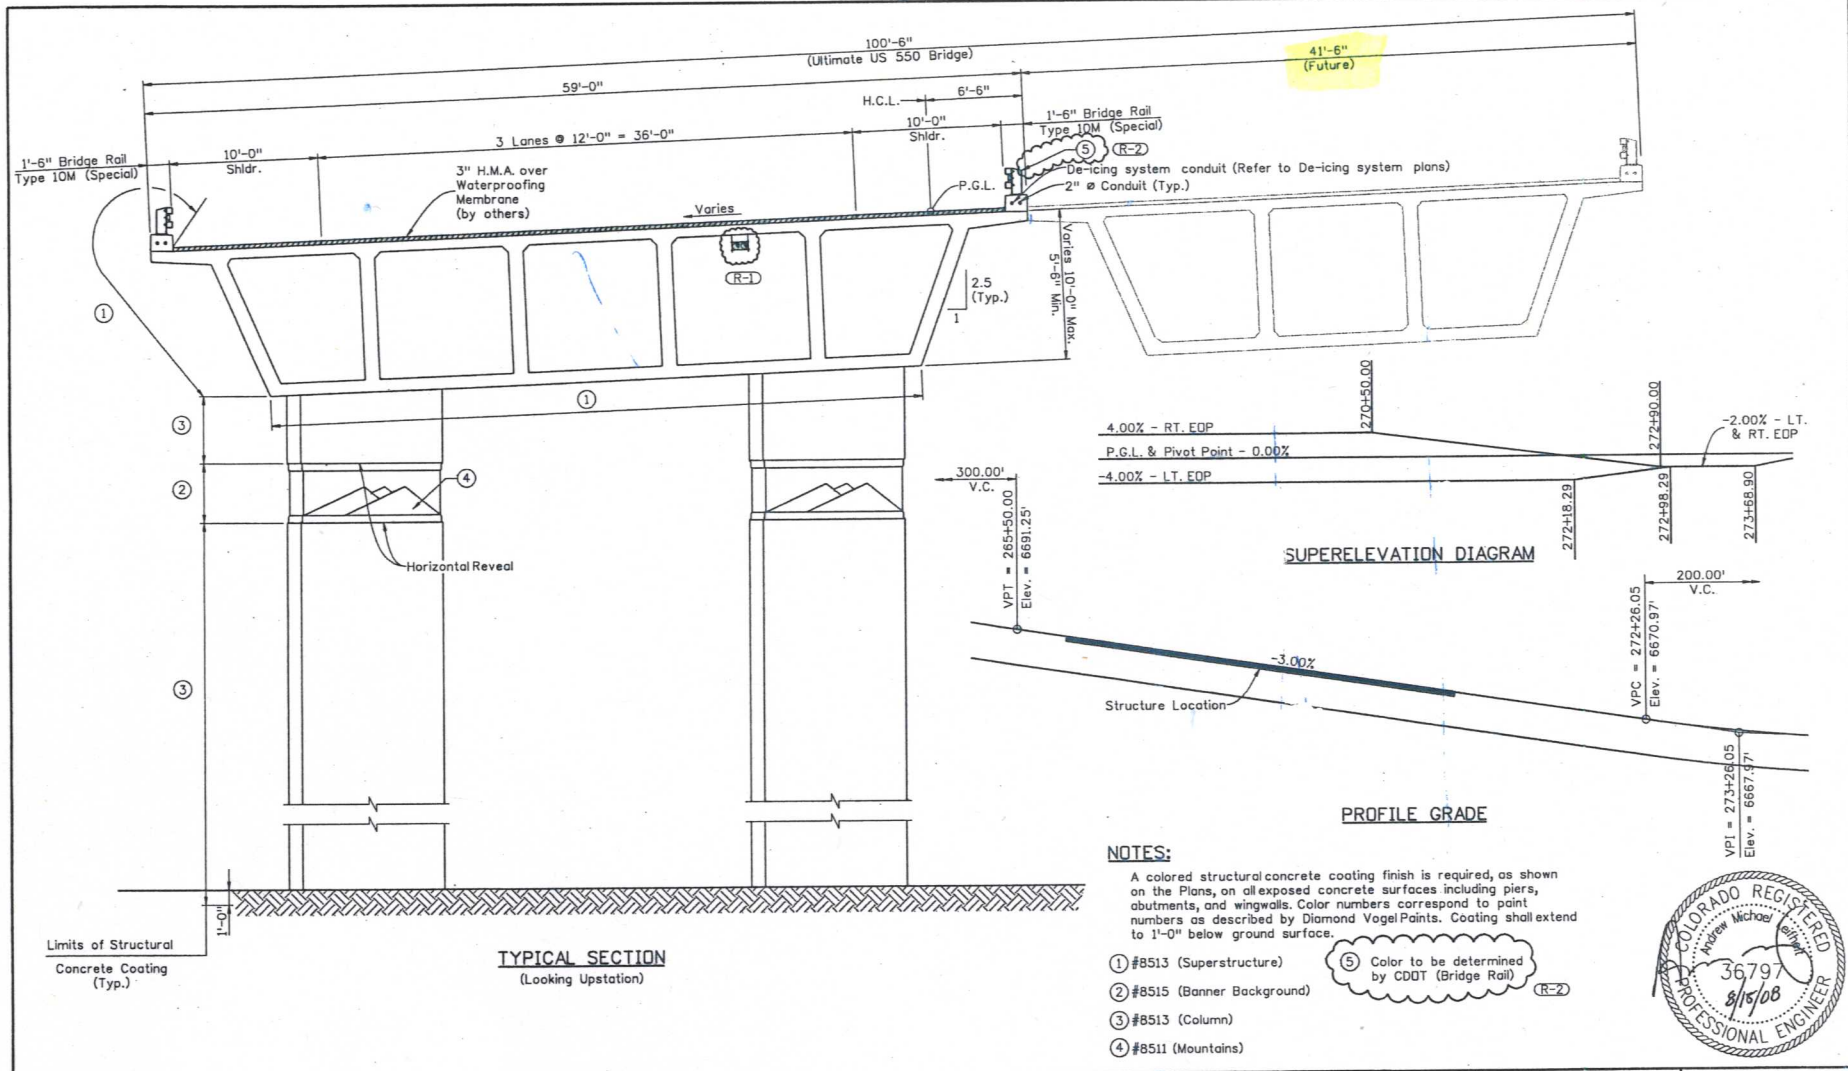 100'-6"
(Ultimate US 550 Bridge)
41'-6"
(Future)
59'-0"
H.C.L.
6'-6"
3 Lanes @ 12'-0" = 36'-0"
10'-0"
Shldr.
1'-6" Bridge Rail
Type 10M (Special)
1'-6" Bridge Rail
Type 10M (Special)
10'-0"
Shldr.
3" H.M.A. over
Waterproofing
Membrane
(by others)
5
R-2
De-icing system conduit (Refer to De-icing system plans)
2" Ø Conduit (Typ.)
P.G.L.
Varies
R-1
Varies 10'-0" Max.
5'-6" Min.
2.5
(Typ.)
1
1
1
3
2
4
3
Horizontal Reveal
1'-0"
Limits of Structural
Concrete Coating
(Typ.)
TYPICAL SECTION
(Looking Upstation)
270+50.00
4.00% - RT. EOP
P.G.L. & Pivot Point - 0.00%
-4.00% - LT. EOP
272+90.00
-2.00% - LT.
& RT. EOP
272+18.29
272+98.29
273+68.90
SUPERELEVATION DIAGRAM
300.00'
V.C.
VPT = 265+50.00
Elev. = 6691.25'
-3.00%
Structure Location
200.00'
V.C.
VPC = 272+26.05
Elev. = 6670.97'
VPI = 273+26.05
Elev. = 6667.97'
PROFILE GRADE
NOTES:
A colored structural concrete coating finish is required, as shown
on the Plans, on all exposed concrete surfaces including piers,
abutments, and wingwalls. Color numbers correspond to paint
numbers as described by Diamond Vogel Paints. Coating shall extend
to 1'-0" below ground surface.
1 #8513 (Superstructure)
2 #8515 (Banner Background)
3 #8513 (Column)
4 #8511 (Mountains)
5 Color to be determined
by CDOT (Bridge Rail)
R-2
COLORADO REGISTERED
Andrew Michael
36797
8/15/08
PROFESSIONAL ENGINEER